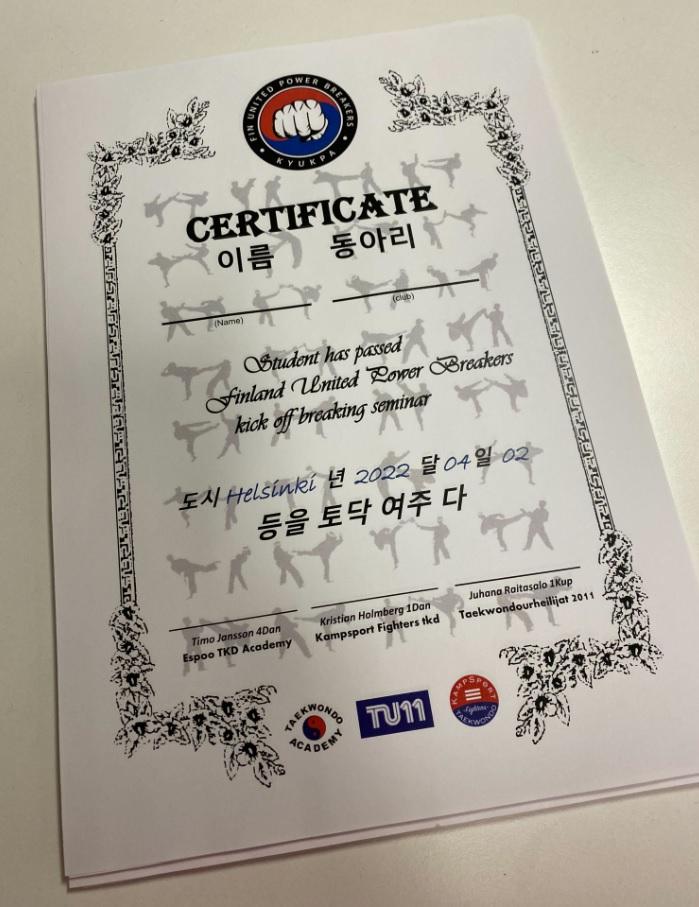 FIN UNITED POWER BREAKERS
• KYUKPA •
CERTIFICATE
이름 동아리
(Name) (club)
Student has passed
Finland United Power Breakers
kick off breaking seminar
도시 Helsinki 년 2022 달 04 일 02
등을 토닥 여주 다
Timo Jansson 4Dan
Espoo TKD Academy
Kristian Holmberg 1Dan
Kampsport Fighters tkd
Juhana Raitasalo 1Kup
Taekwondourheilijat 2011
TAEKWONDO
ACADEMY
TU11
KAMPSPORT
-Fighters-
TAEKWONDO